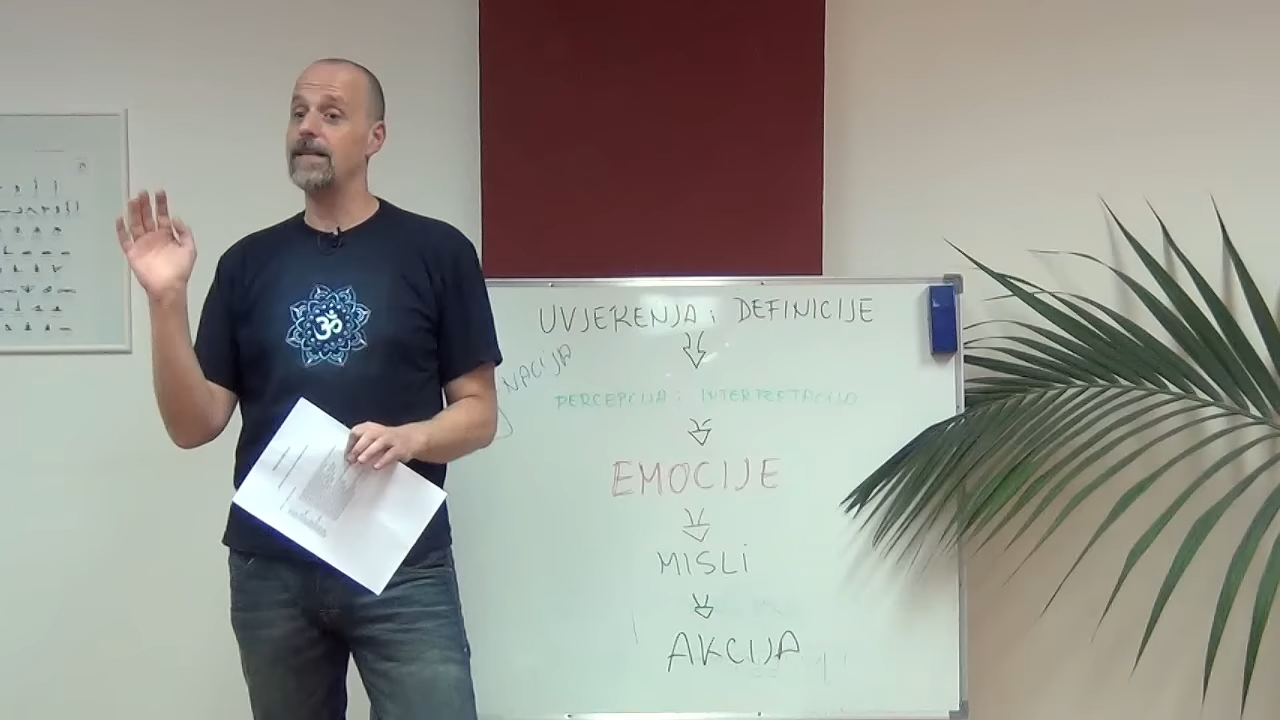 UVJERENJA i DEFINICIJE
NACIJA
PERCEPCIJA i INTERPRETACIJA
EMOCIJE
MISLI
AKCIJA
ॐ